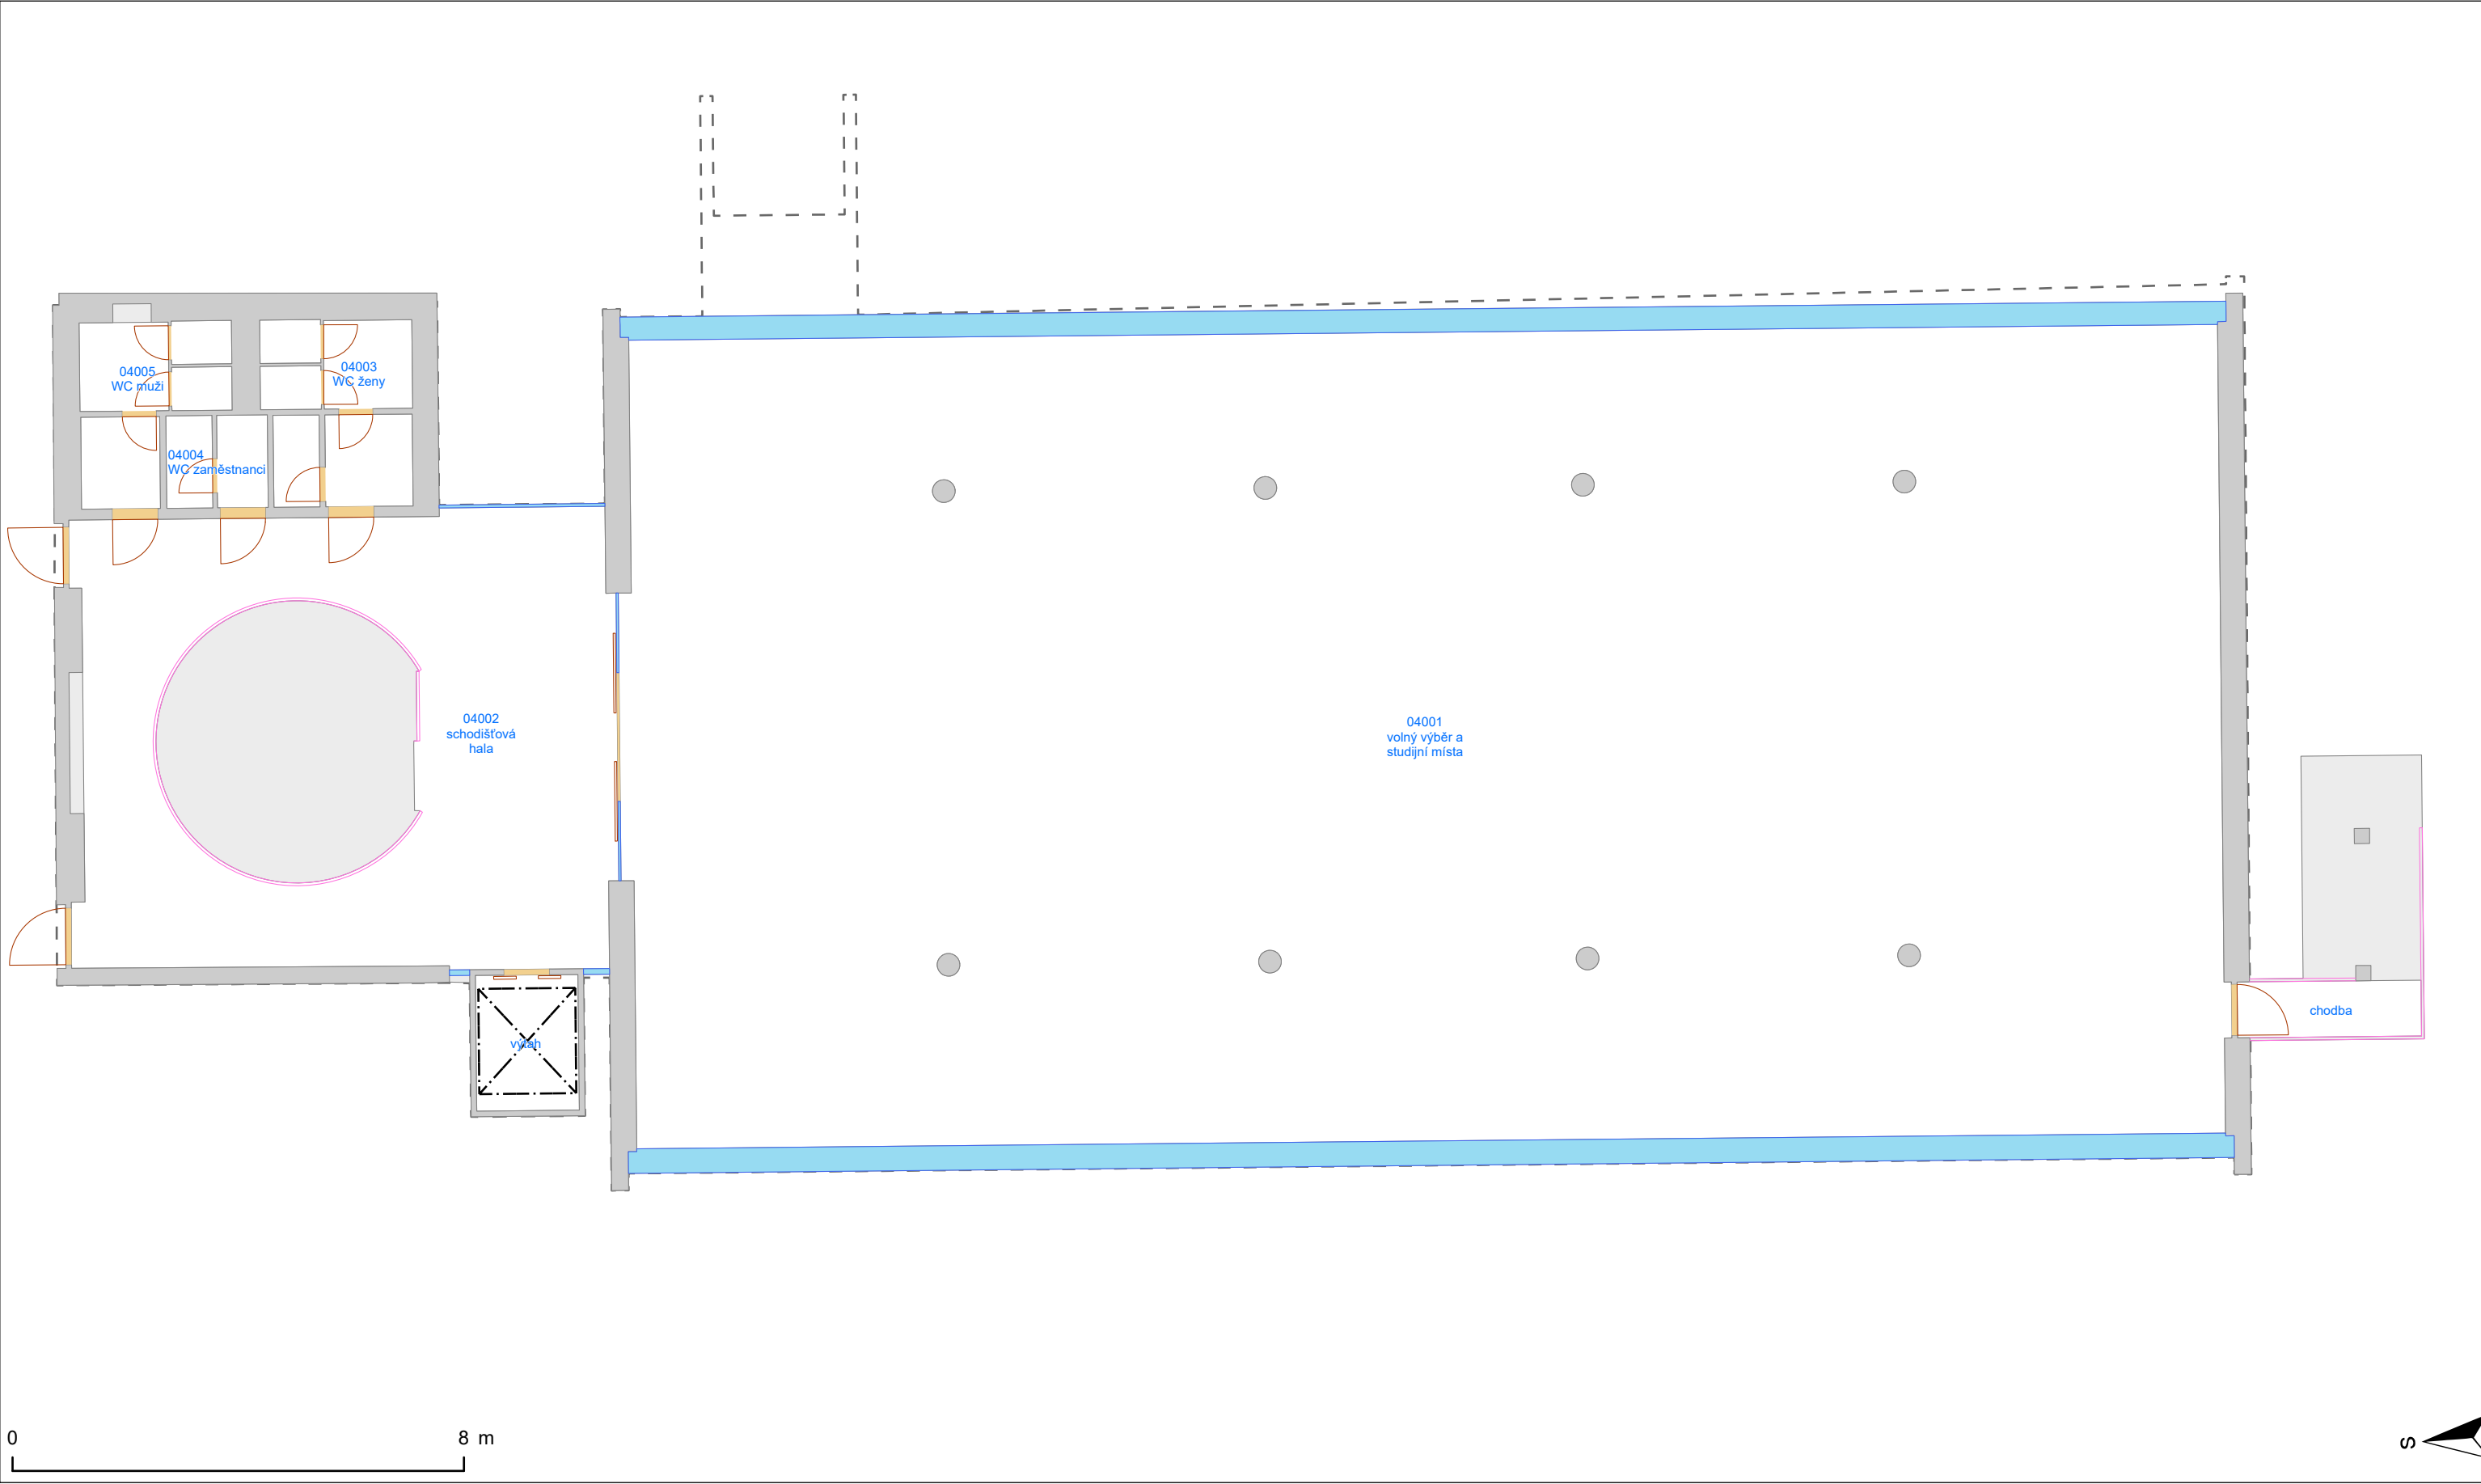 04005
WC muži
04003
WC ženy
04004
WC zaměstnanci
04002
schodišťová
hala
04001
volný výběr a
studijní místa
chodba
výtah
0
8 m
S